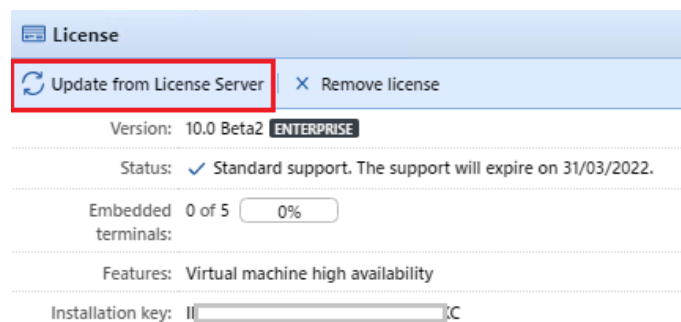 License
Update from License Server Remove license
Version: 10.0 Beta2 ENTERPRISE
Status: Standard support. The support will expire on 31/03/2022.
Embedded terminals: 0 of 5 0%
Features: Virtual machine high availability
Installation key: